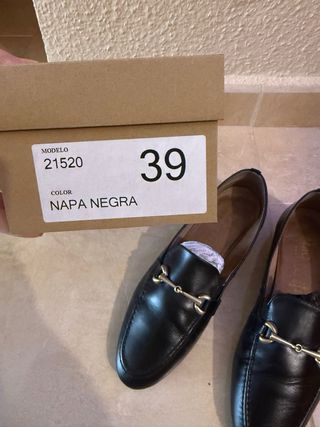 MODELO
21520
39
COLOR
NAPA NEGRA